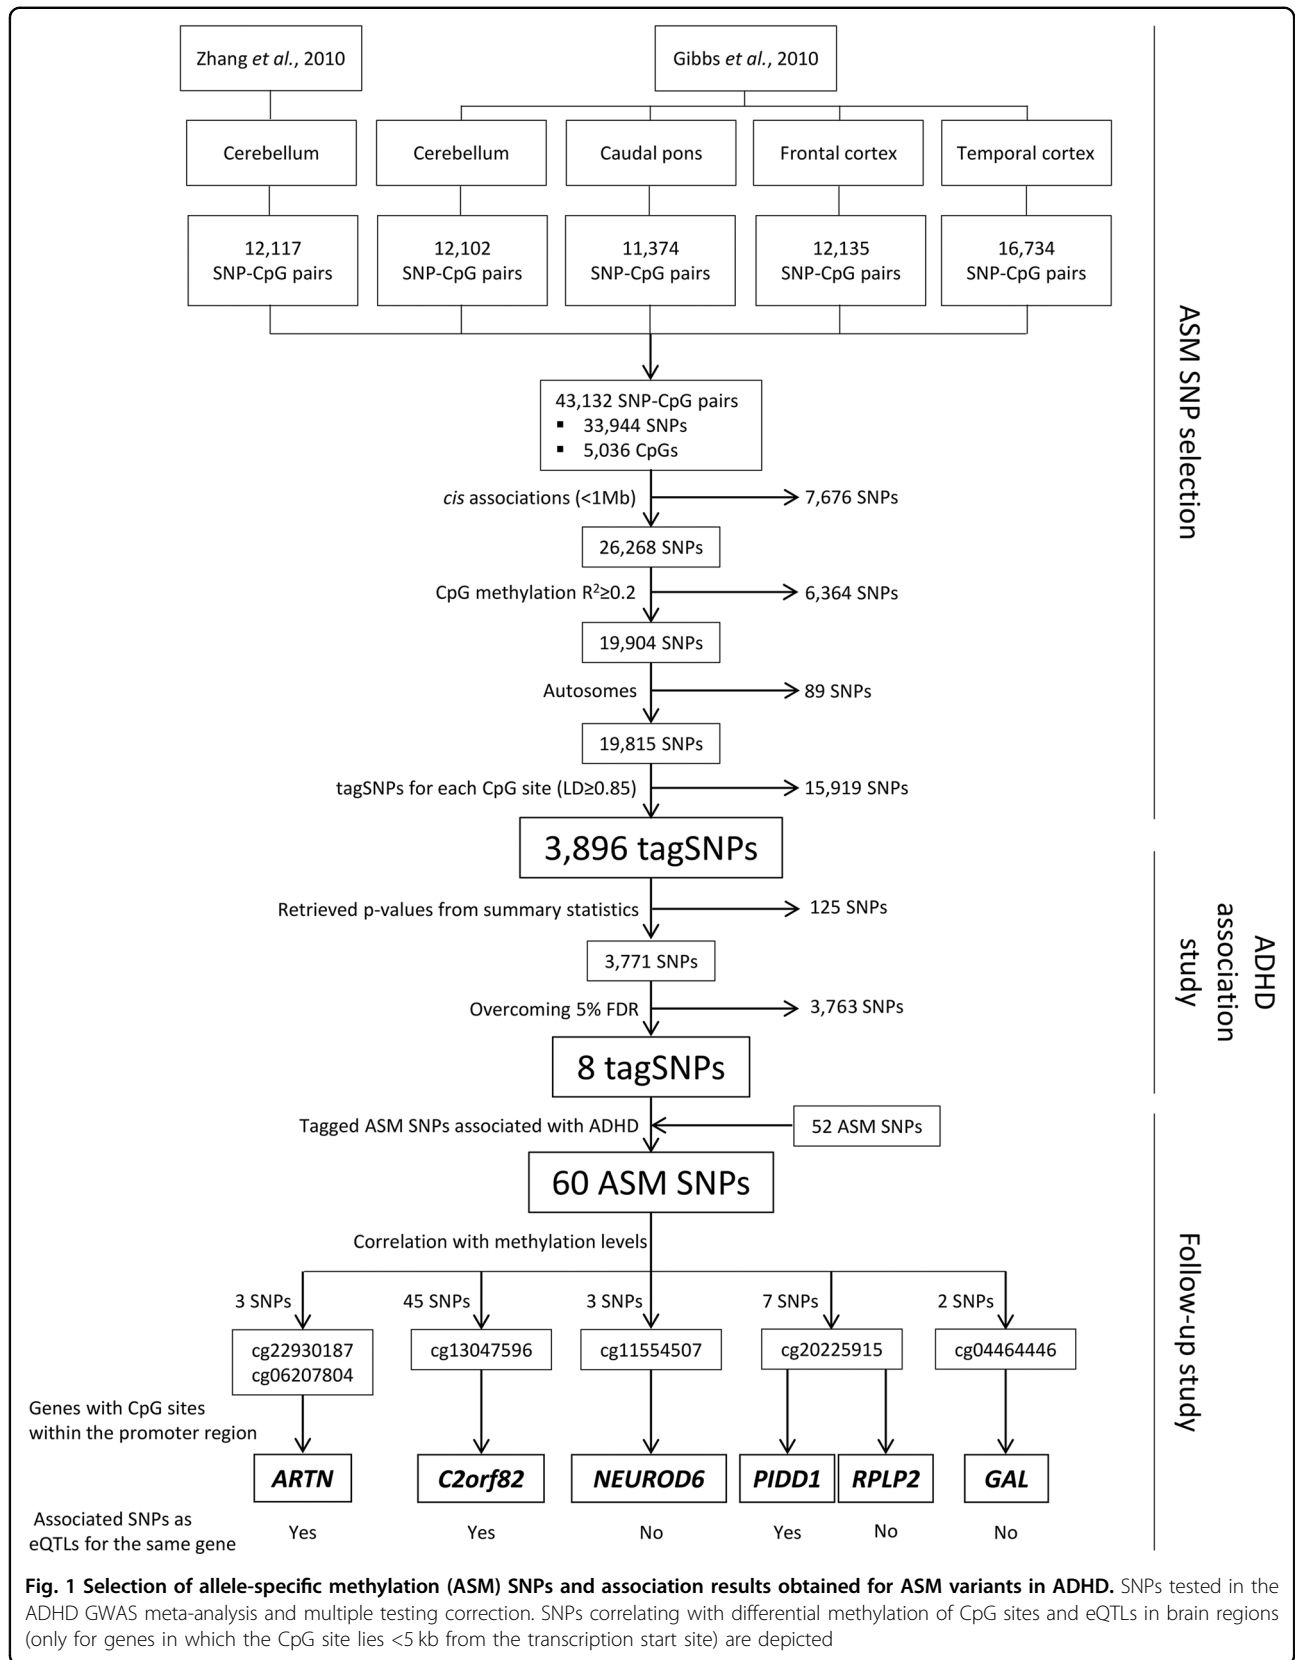 Zhang et al., 2010
Gibbs et al., 2010
Cerebellum
Cerebellum
Caudal pons
Frontal cortex
Temporal cortex
12,117
SNP-CpG pairs
12,102
SNP-CpG pairs
11,374
SNP-CpG pairs
12,135
SNP-CpG pairs
16,734
SNP-CpG pairs
43,132 SNP-CpG pairs
▪ 33,944 SNPs
▪ 5,036 CpGs
cis associations (<1Mb)
7,676 SNPs
26,268 SNPs
CpG methylation R²≥0.2
6,364 SNPs
19,904 SNPs
Autosomes
89 SNPs
19,815 SNPs
tagSNPs for each CpG site (LD≥0.85)
15,919 SNPs
ASM SNP selection
3,896 tagSNPs
Retrieved p-values from summary statistics
125 SNPs
3,771 SNPs
Overcoming 5% FDR
3,763 SNPs
8 tagSNPs
ADHD
association
study
Tagged ASM SNPs associated with ADHD
52 ASM SNPs
60 ASM SNPs
Correlation with methylation levels
3 SNPs
45 SNPs
3 SNPs
7 SNPs
2 SNPs
cg22930187
cg06207804
cg13047596
cg11554507
cg20225915
cg04464446
Genes with CpG sites
within the promoter region
ARTN
C2orf82
NEUROD6
PIDD1
RPLP2
GAL
Associated SNPs as
eQTLs for the same gene
Yes
Yes
No
Yes
No
No
Follow-up study
Fig. 1 Selection of allele-specific methylation (ASM) SNPs and association results obtained for ASM variants in ADHD. SNPs tested in the
ADHD GWAS meta-analysis and multiple testing correction. SNPs correlating with differential methylation of CpG sites and eQTLs in brain regions
(only for genes in which the CpG site lies <5 kb from the transcription start site) are depicted